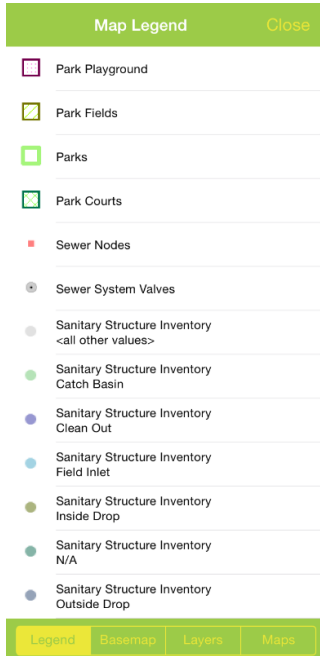 Map Legend
Close
Park Playground
Park Fields
Parks
Park Courts
Sewer Nodes
Sewer System Valves
Sanitary Structure Inventory
<all other values>
Sanitary Structure Inventory
Catch Basin
Sanitary Structure Inventory
Clean Out
Sanitary Structure Inventory
Field Inlet
Sanitary Structure Inventory
Inside Drop
Sanitary Structure Inventory
N/A
Sanitary Structure Inventory
Outside Drop
Legend
Basemap
Layers
Maps